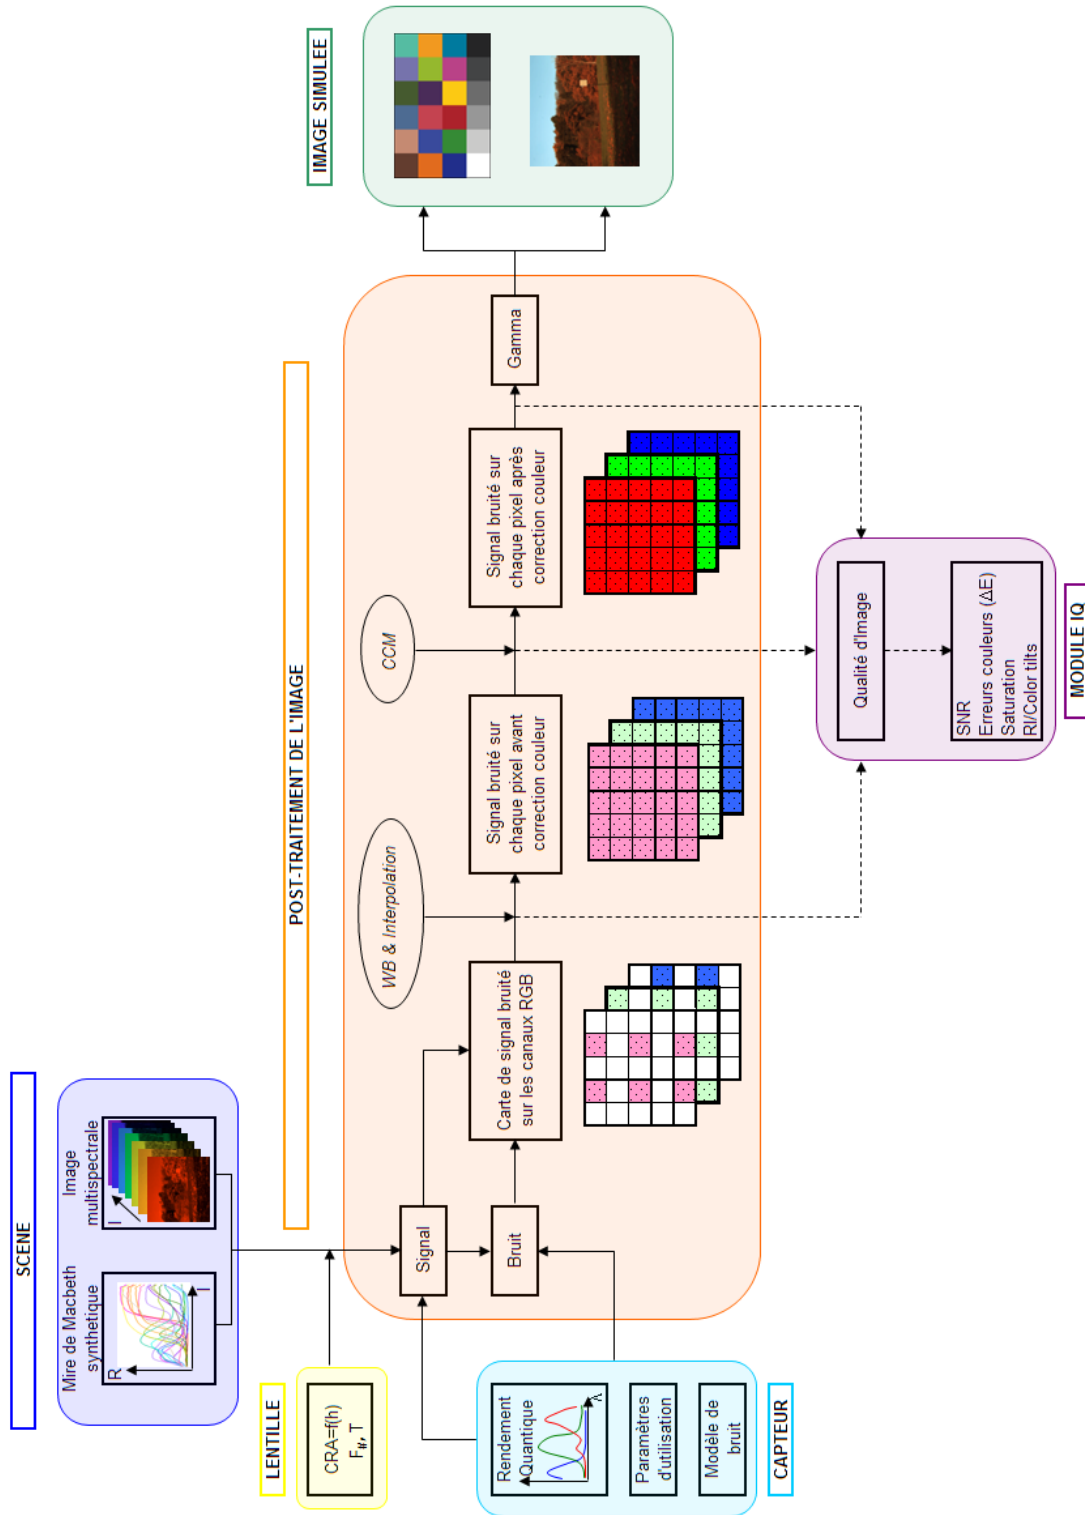 SCENE
Mire de Macbeth
synthetique
R
l
Image
multispectrale
l
LENTILLE
CRA=f(h)
F#, T
CAPTEUR
Rendement
Quantique
λ
Paramètres
d'utilisation
Modèle de
bruit
POST-TRAITEMENT DE L'IMAGE
Signal
Bruit
Carte de signal bruité
sur les canaux RGB
WB & Interpolation
Signal bruité sur
chaque pixel avant
correction couleur
CCM
Signal bruité sur
chaque pixel après
correction couleur
Gamma
IMAGE SIMULEE
Qualité d'Image
SNR
Erreurs couleurs (ΔE)
Saturation
RI/Color tilts
MODULE IQ